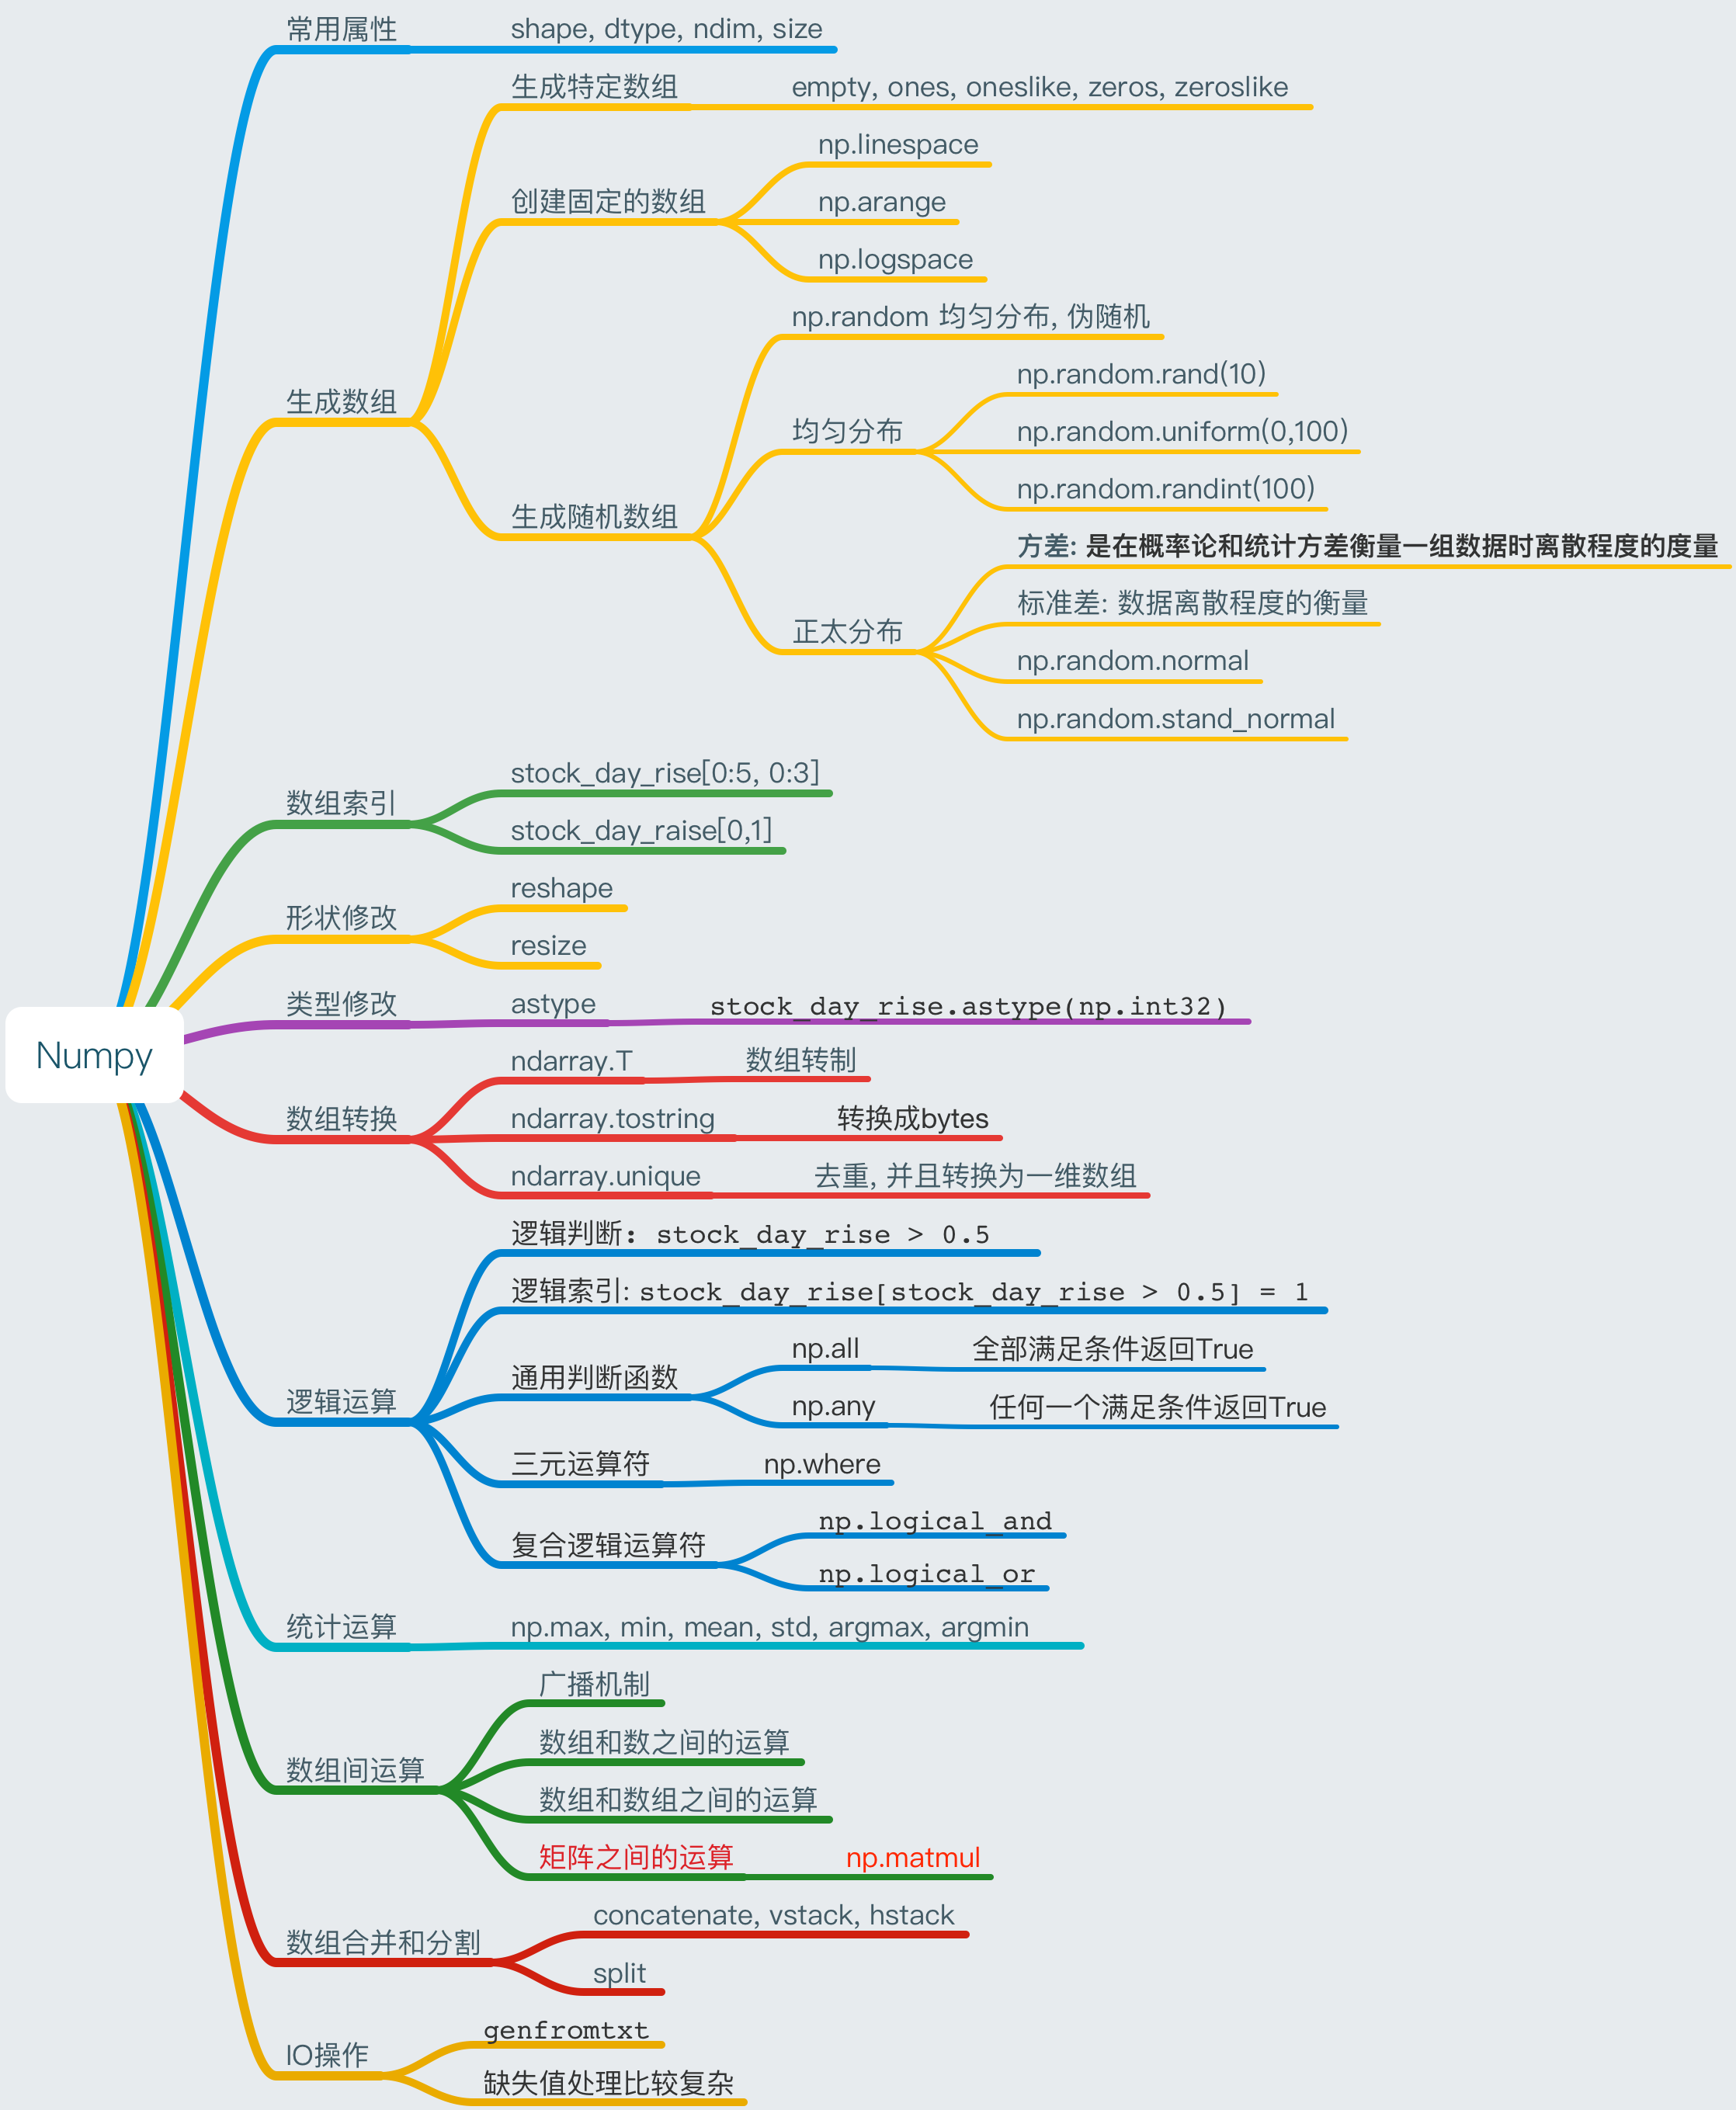 常用属性
shape, dtype, ndim, size
生成特定数组
empty, ones, oneslike, zeros, zeroslike
np.linespace
创建固定的数组
np.arange
np.logspace
np.random 均匀分布, 伪随机
np.random.rand(10)
生成数组
均匀分布
np.random.uniform(0,100)
np.random.randint(100)
生成随机数组
方差: 是在概率论和统计方差衡量一组数据时离散程度的度量
标准差: 数据离散程度的衡量
正太分布
np.random.normal
np.random.stand_normal
stock_day_rise[0:5, 0:3]
数组索引
stock_day_raise[0,1]
reshape
形状修改
resize
类型修改
astype
stock_day_rise.astype(np.int32)
Numpy
ndarray.T
数组转制
数组转换
ndarray.tostring
转换成bytes
ndarray.unique
去重, 并且转换为一维数组
逻辑判断: stock_day_rise > 0.5
逻辑索引: stock_day_rise[stock_day_rise > 0.5] = 1
np.all
全部满足条件返回True
通用判断函数
逻辑运算
np.any
任何一个满足条件返回True
三元运算符
np.where
np.logical_and
复合逻辑运算符
np.logical_or
统计运算
np.max, min, mean, std, argmax, argmin
广播机制
数组和数之间的运算
数组间运算
数组和数组之间的运算
矩阵之间的运算
np.matmul
concatenate, vstack, hstack
数组合并和分割
split
genfromtxt
IO操作
缺失值处理比较复杂